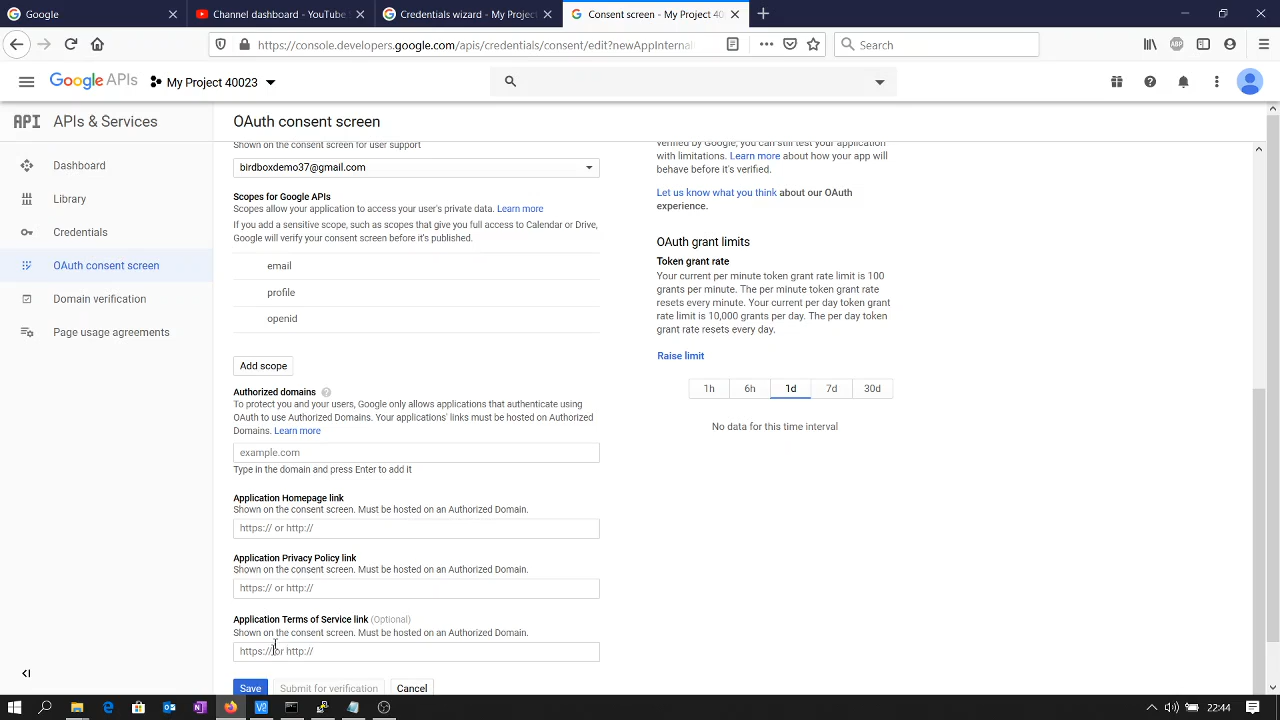 Google
Channel dashboard - YouTube
Credentials wizard - My Project
Consent screen - My Project 40
https://console.developers.google.com/apis/credentials/consent/edit?newAppInternal
ABP
Search
Google APIs
My Project 40023
API APIs & Services
OAuth consent screen
Dashboard
Library
Credentials
OAuth consent screen
Domain verification
Page usage agreements
Shown on the consent screen for user support
birdboxdemo37@gmail.com
Scopes for Google APIs
Scopes allow your application to access your user's private data. Learn more
If you add a sensitive scope, such as scopes that give you full access to Calendar or Drive,
Google will verify your consent screen before it's published.
email
profile
openid
Add scope
Authorized domains
To protect you and your users, Google only allows applications that authenticate using
OAuth to use Authorized Domains. Your applications' links must be hosted on Authorized
Domains. Learn more
example.com
Type in the domain and press Enter to add it
Application Homepage link
Shown on the consent screen. Must be hosted on an Authorized Domain.
https:// or http://
Application Privacy Policy link
Shown on the consent screen. Must be hosted on an Authorized Domain.
https:// or http://
Application Terms of Service link (Optional)
Shown on the consent screen. Must be hosted on an Authorized Domain.
https:// or http://
Save
Submit for verification
Cancel
verified by Google, you can still test your application
with limitations. Learn more about how your app will
behave before it's verified.
Let us know what you think about our OAuth
experience.
OAuth grant limits
Token grant rate
Your current per minute token grant rate limit is 100
grants per minute. The per minute token grant rate
resets every minute. Your current per day token grant
rate limit is 10,000 grants per day. The per day token
grant rate resets every day.
Raise limit
1h
6h
1d
7d
30d
No data for this time interval
22:44